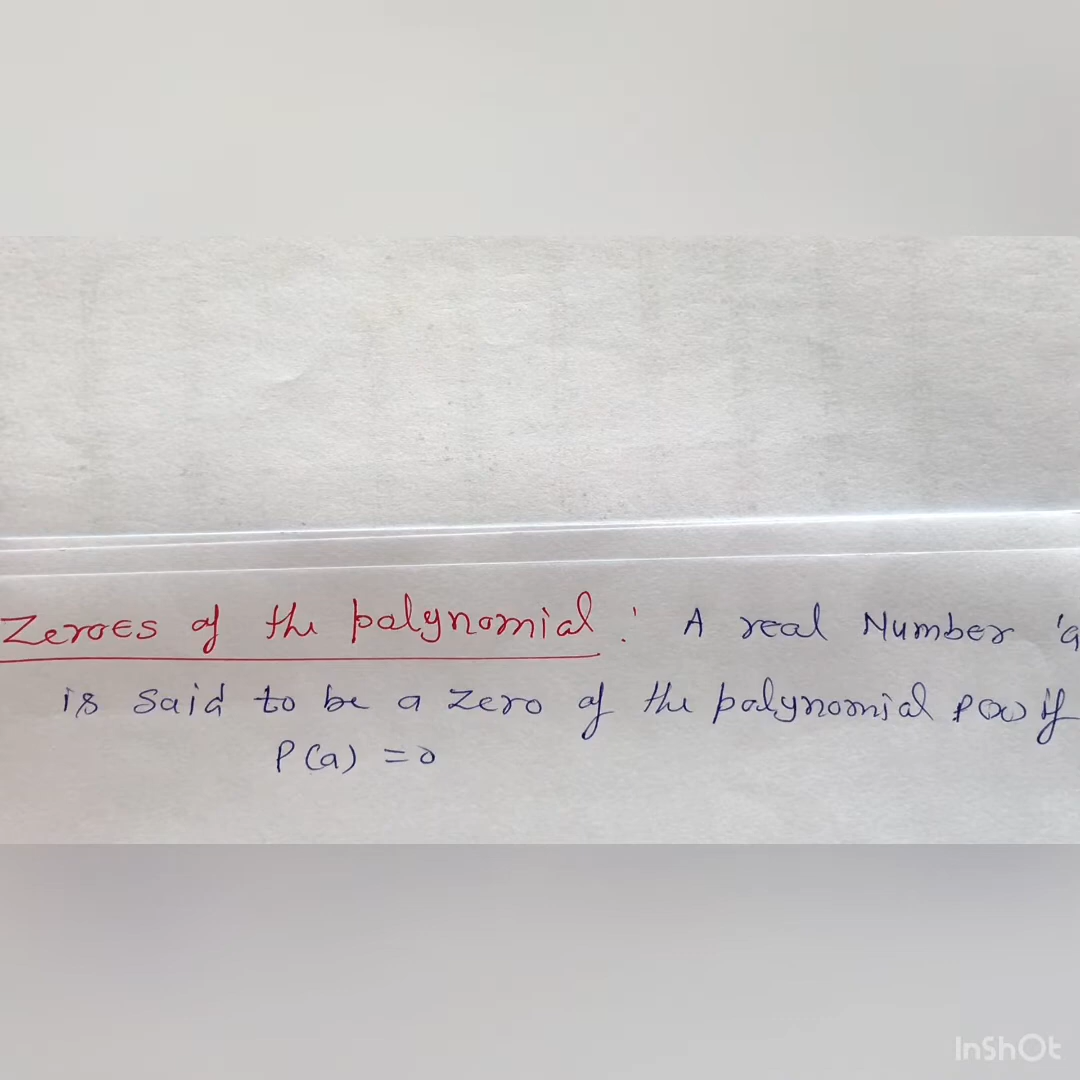 Zeroes of the polynomial : A real Number 'a
is said to be a zero of the polynomial P(x) if
P(a) = 0
InShOt